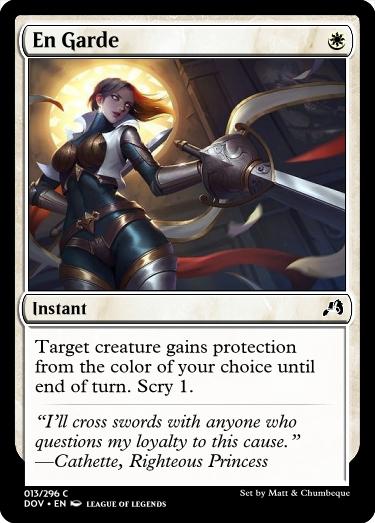 En Garde
Instant
Target creature gains protection
from the color of your choice until
end of turn. Scry 1.
“I’ll cross swords with anyone who
questions my loyalty to this cause.”
—Cathette, Righteous Princess
013/296 C
DOV • EN LEAGUE OF LEGENDS
Set by Matt & Chumbeque